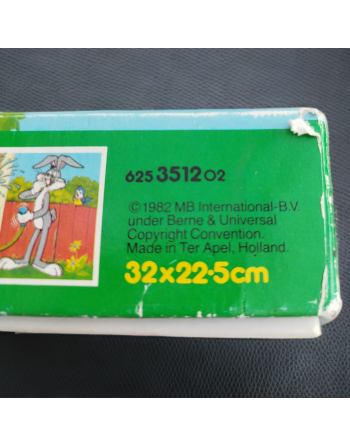 625 3512 02
©1982 MB International-B.V.
under Berne & Universal
Copyright Convention.
Made in Ter Apel, Holland.
32x22·5cm